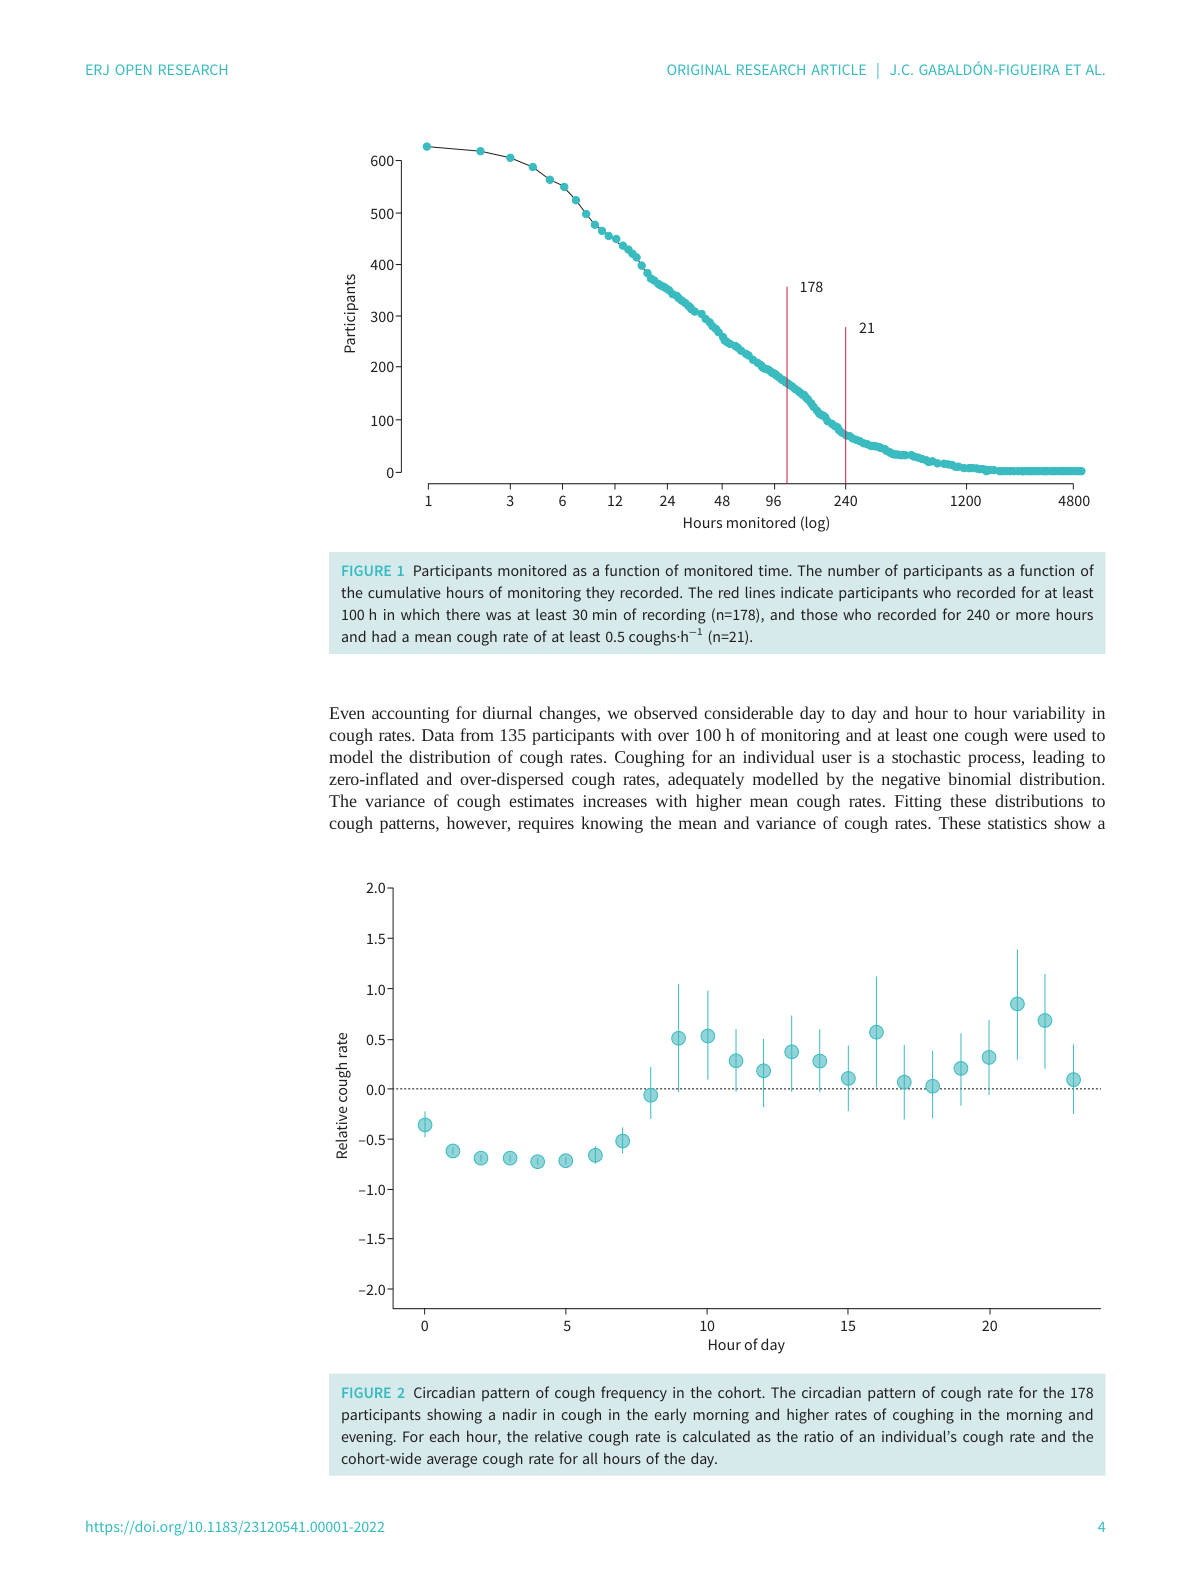 ERJ OPEN RESEARCH
ORIGINAL RESEARCH ARTICLE | J.C. GABALDÓN-FIGUEIRA ET AL.
600
500
400
300
200
100
0
Participants
178
21
1
3
6
12
24
48
96
240
1200
4800
Hours monitored (log)
FIGURE 1 Participants monitored as a function of monitored time. The number of participants as a function of
the cumulative hours of monitoring they recorded. The red lines indicate participants who recorded for at least
100 h in which there was at least 30 min of recording (n=178), and those who recorded for 240 or more hours
and had a mean cough rate of at least 0.5 coughs·h⁻¹ (n=21).
Even accounting for diurnal changes, we observed considerable day to day and hour to hour variability in
cough rates. Data from 135 participants with over 100 h of monitoring and at least one cough were used to
model the distribution of cough rates. Coughing for an individual user is a stochastic process, leading to
zero-inflated and over-dispersed cough rates, adequately modelled by the negative binomial distribution.
The variance of cough estimates increases with higher mean cough rates. Fitting these distributions to
cough patterns, however, requires knowing the mean and variance of cough rates. These statistics show a
2.0
1.5
1.0
0.5
0.0
–0.5
–1.0
–1.5
–2.0
Relative cough rate
0
5
10
15
20
Hour of day
FIGURE 2 Circadian pattern of cough frequency in the cohort. The circadian pattern of cough rate for the 178
participants showing a nadir in cough in the early morning and higher rates of coughing in the morning and
evening. For each hour, the relative cough rate is calculated as the ratio of an individual's cough rate and the
cohort-wide average cough rate for all hours of the day.
https://doi.org/10.1183/23120541.00001-2022
4